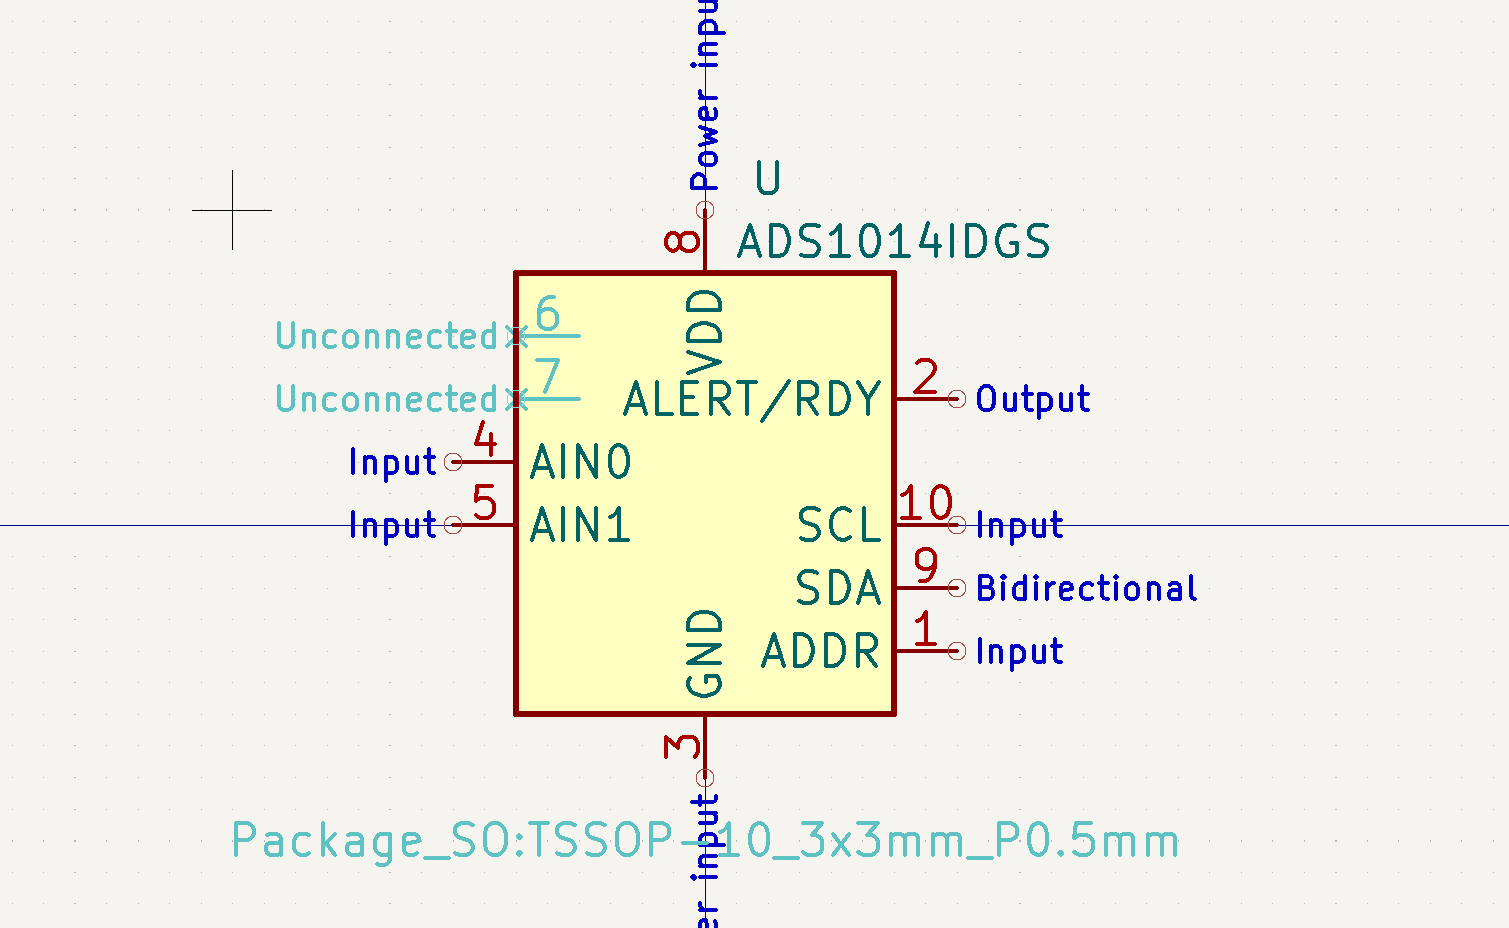 Power inpu
U
8
ADS1014IDGS
6
Unconnected
VDD
7
Unconnected
ALERT/RDY
2
Output
4
Input
AIN0
5
Input
AIN1
10
SCL
Input
9
SDA
Bidirectional
GND
1
ADDR
Input
3
Package_SO:TSSOP-10_3x3mm_P0.5mm
er input